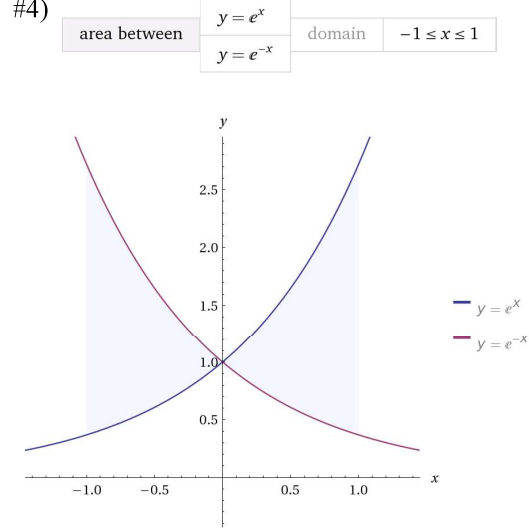 #4)
area between
y = e^x
y = e^-x
domain
−1 ≤ x ≤ 1
y
2.5
2.0
1.5
1.0
0.5
−1.0 −0.5 0.5 1.0 x
y = e^x
y = e^-x